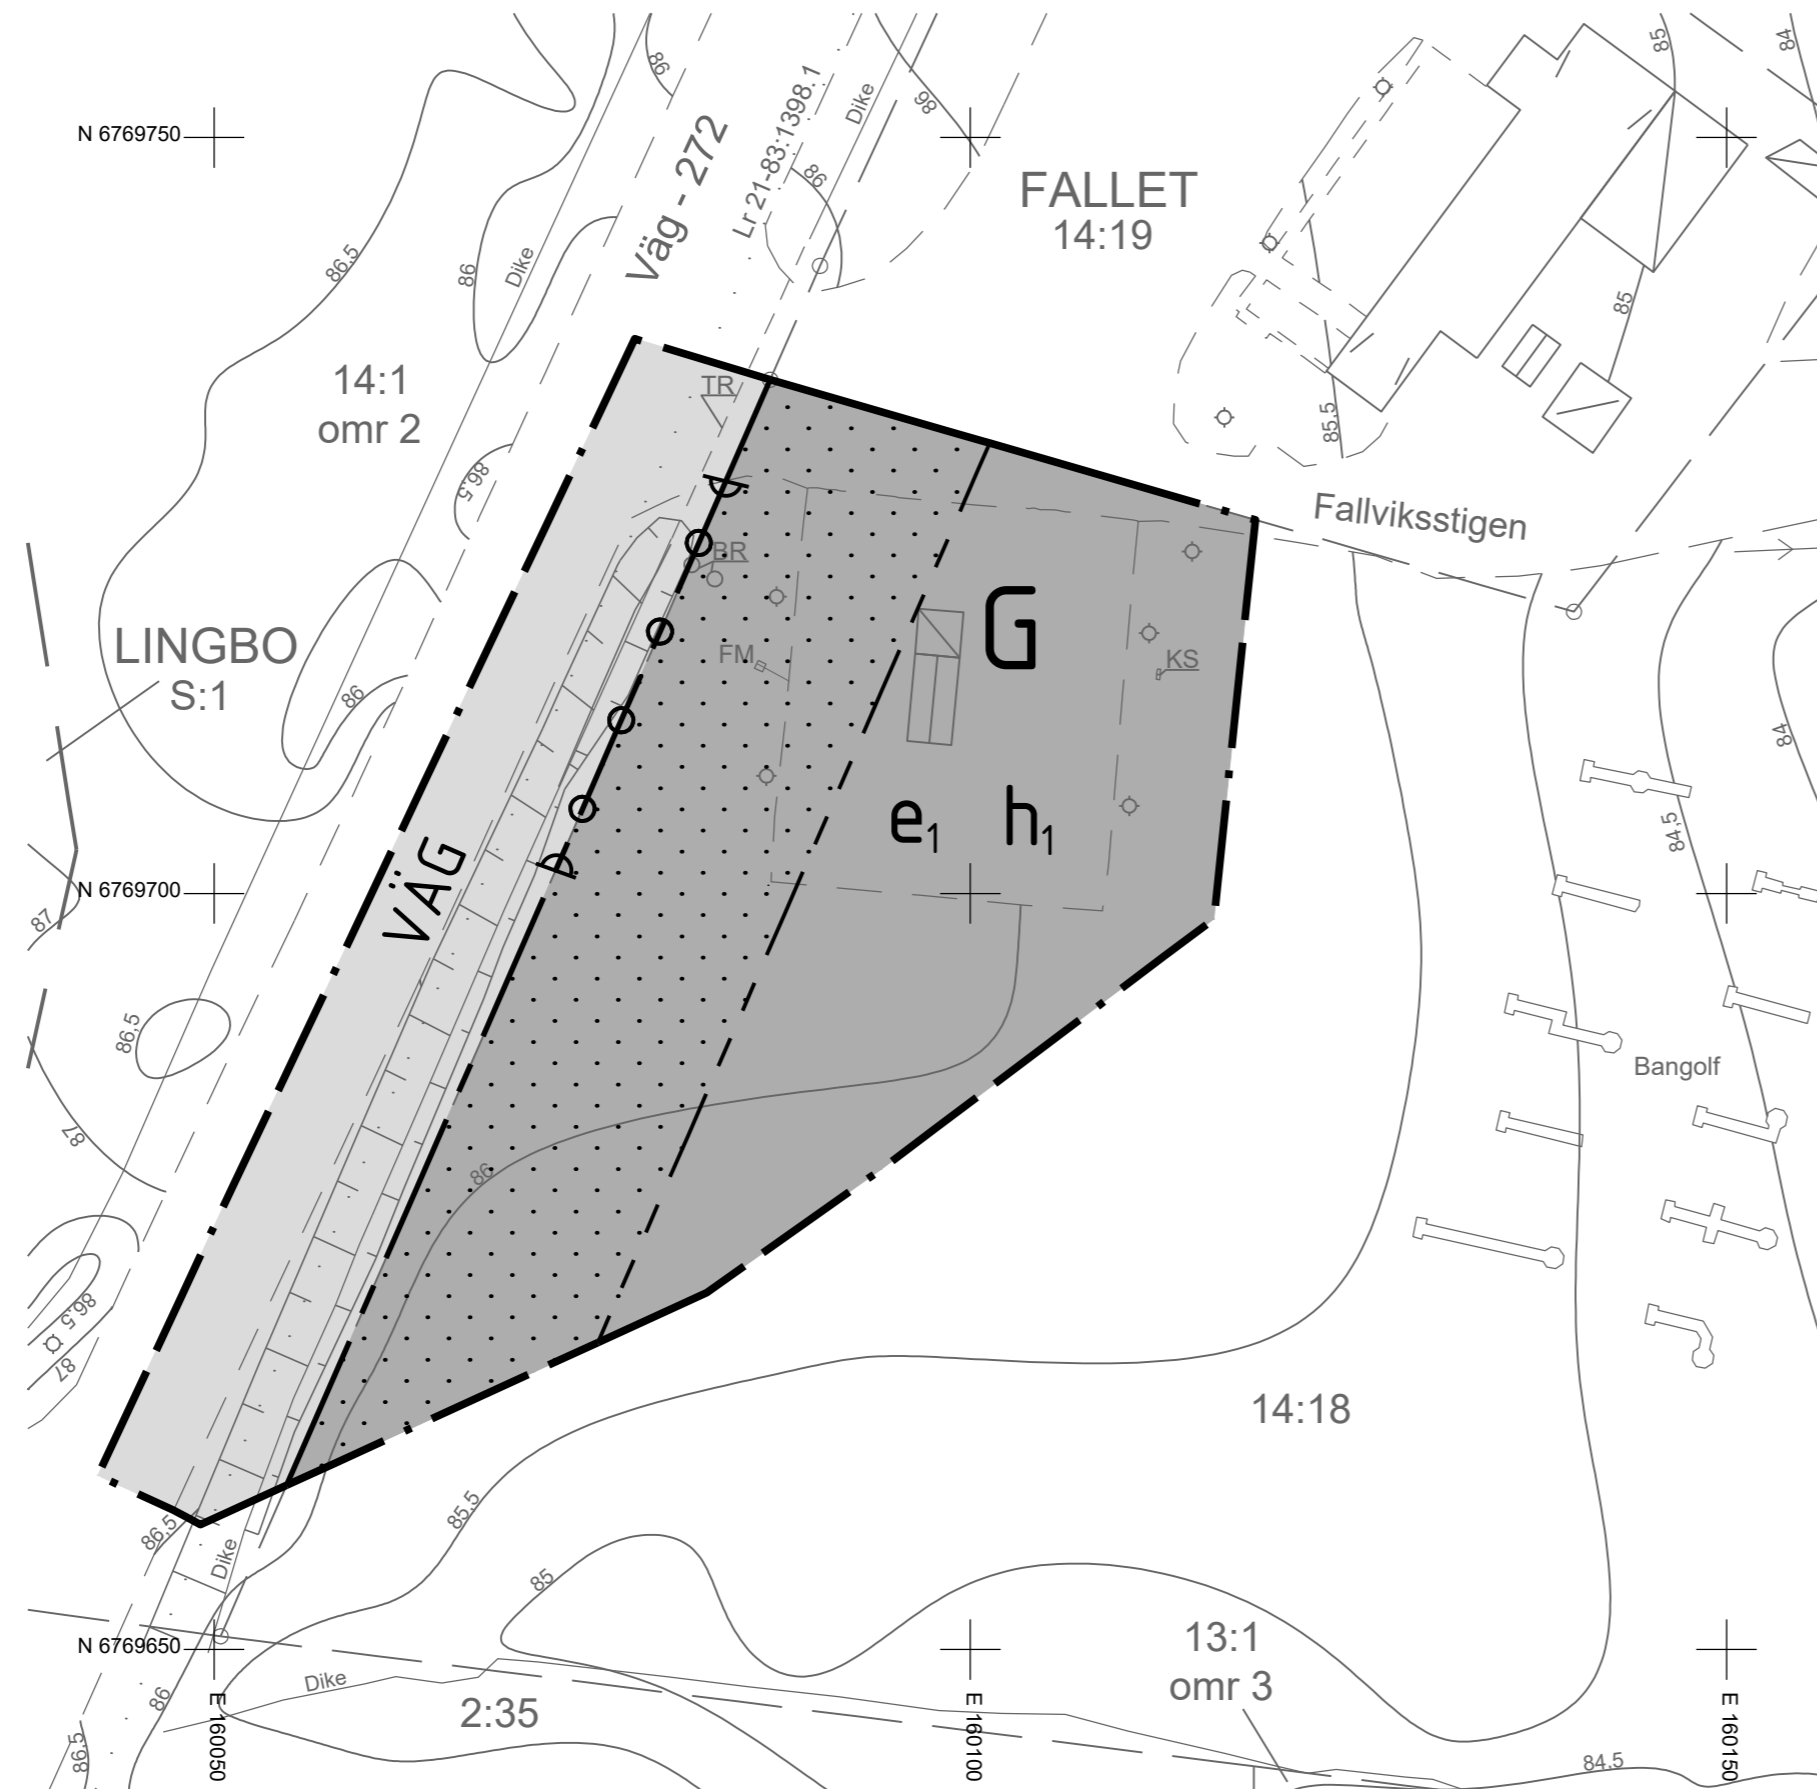 85
84
86
98
N 6769750
Väg - 272
Lr 21-83:1398.1
Dike
86
FALLET
14:19
86,5
86
Dike
85
14:1
omr 2
TR
85,5
86,5
Fallviksstigen
BR
G
LINGBO
S:1
FM
KS
86
84
e1 h1
84,5
VÄG
N 6769700
87
86,5
Bangolf
87
86
86,5
87
14:18
85,5
86,5
Dike
85
13:1
omr 3
N 6769650
Dike
86
2:35
86,5
E 160050
E 160100
E 160150
84.5